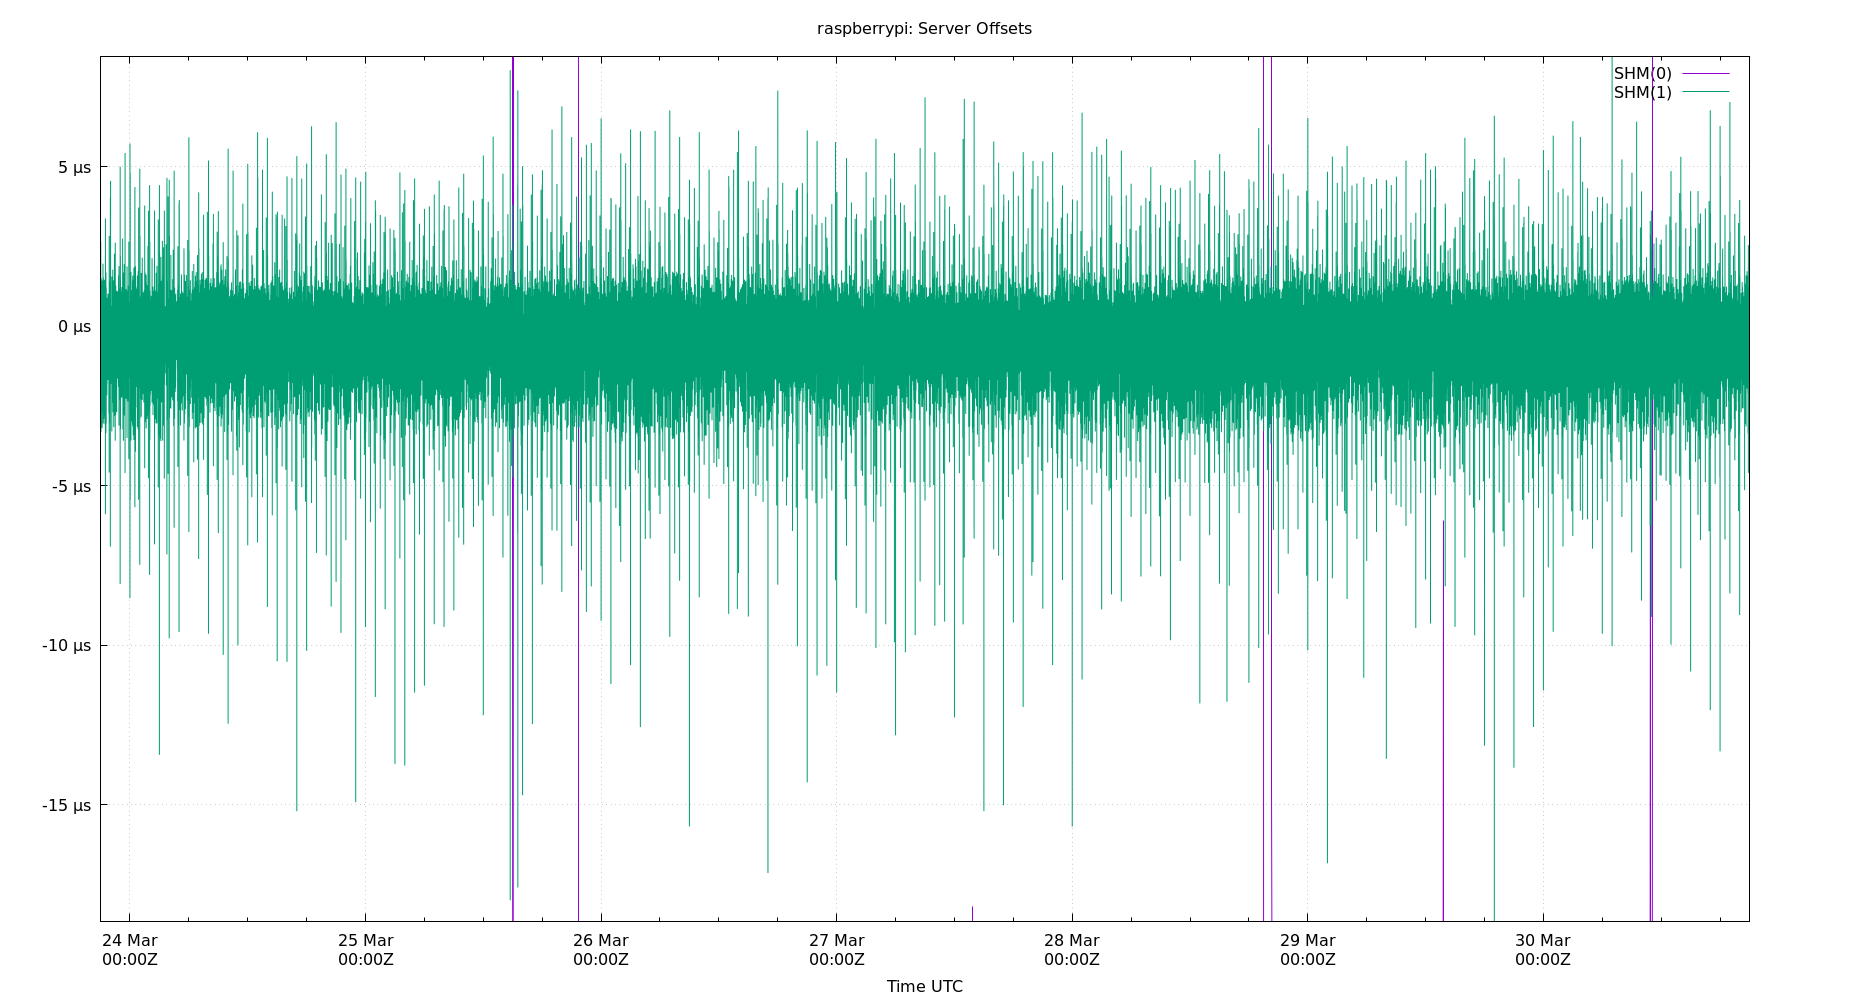 raspberrypi: Server Offsets
SHM(0)
SHM(1)
5 µs
0 µs
-5 µs
-10 µs
-15 µs
24 Mar 25 Mar 26 Mar 27 Mar 28 Mar 29 Mar 30 Mar
00:00Z 00:00Z 00:00Z 00:00Z 00:00Z 00:00Z 00:00Z
Time UTC